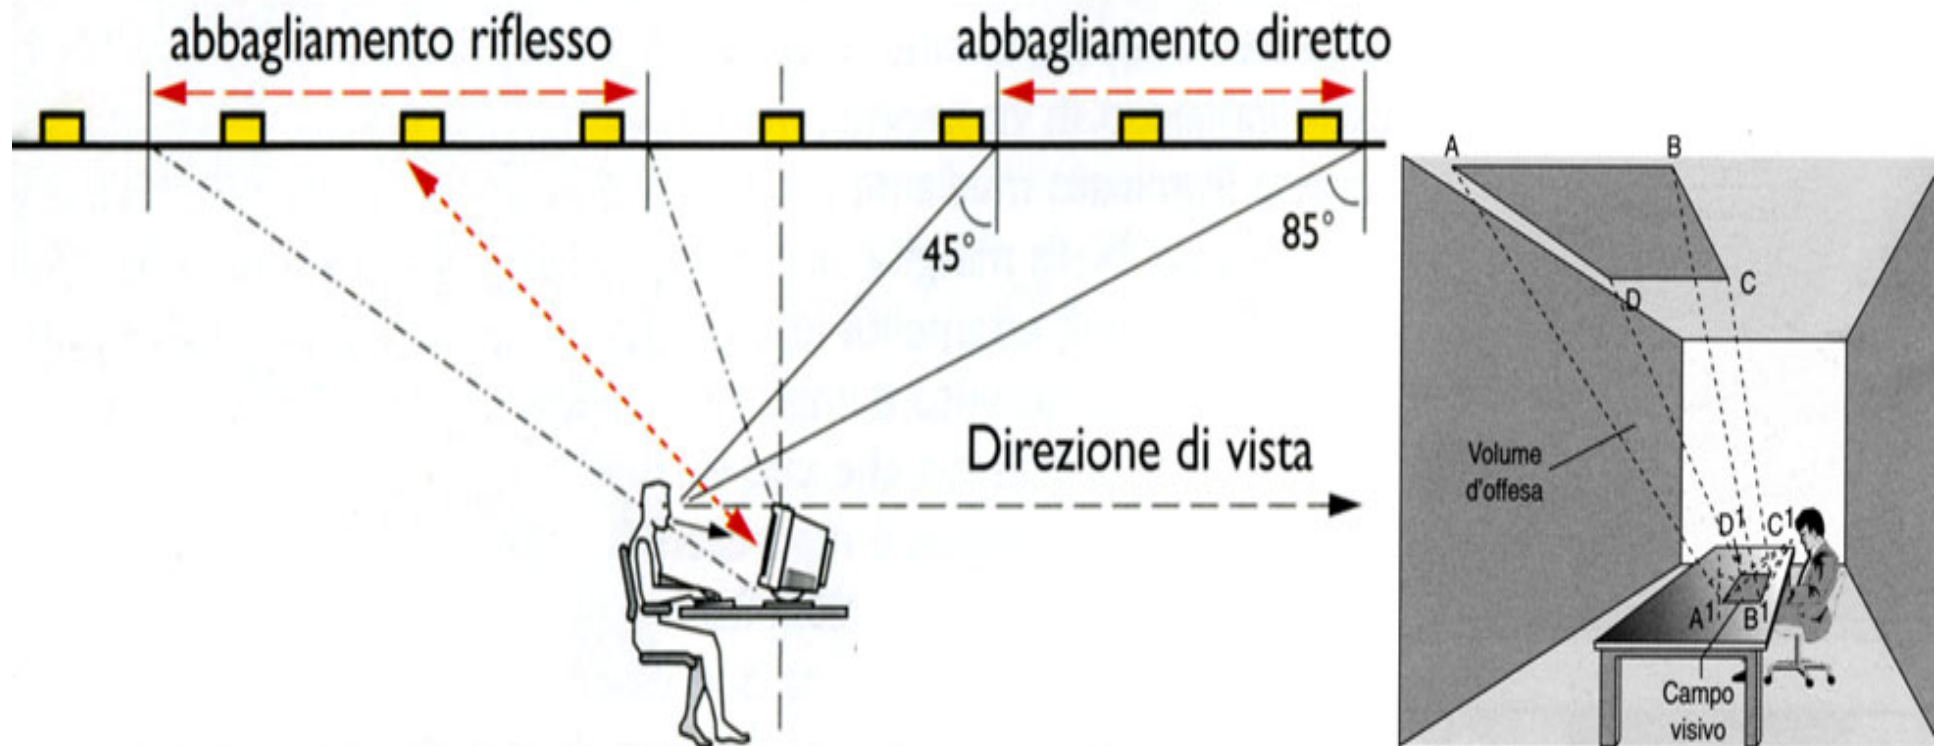 abbagliamento riflesso
abbagliamento diretto
45°
85°
Direzione di vista
A
B
C
D
Volume
d'offesa
D¹
C¹
A¹
B¹
Campo
visivo